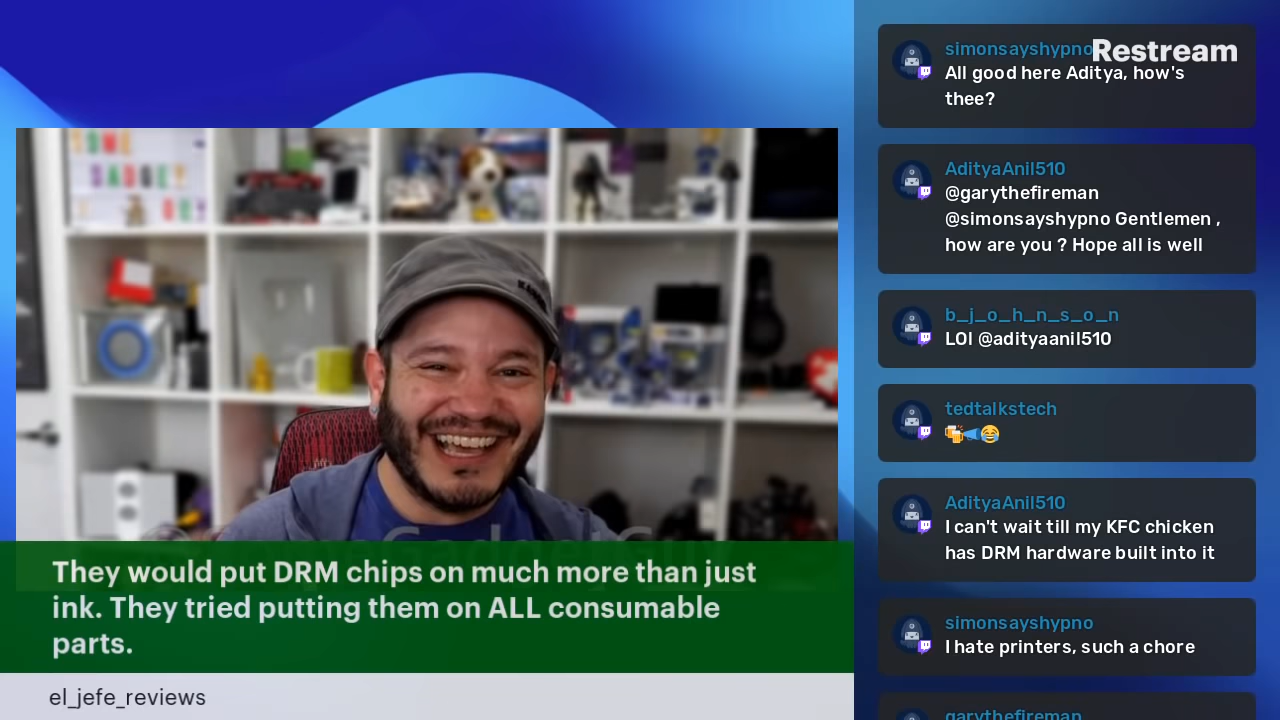 simonsayshypno
Restream
All good here Aditya, how's
thee?
AdityaAnil510
@garythefireman
@simonsayshypno Gentlemen ,
how are you ? Hope all is well
b_j_o_h_n_s_o_n
LOl @adityaanil510
tedtalkstech
AdityaAnil510
I can't wait till my KFC chicken
has DRM hardware built into it
simonsayshypno
I hate printers, such a chore
garythefireman
They would put DRM chips on much more than just
ink. They tried putting them on ALL consumable
parts.
el_jefe_reviews